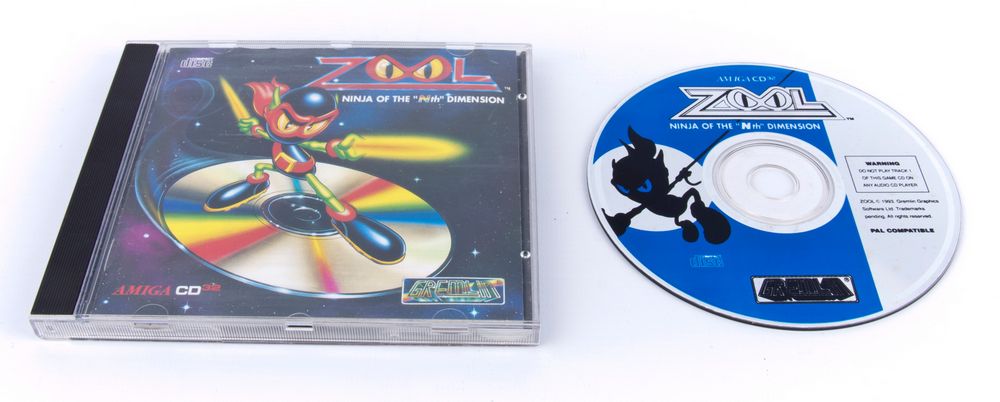 ZOOL
™
NINJA OF THE "Nth" DIMENSION
AMIGA CD32
GREMLIN
AMIGA CD32
ZOOL
™
NINJA OF THE "Nth" DIMENSION
WARNING
DO NOT PLAY TRACK 1
OF THIS GAME CD ON
ANY AUDIO CD PLAYER
ZOOL © 1993. Gremlin Graphics
Software Ltd. Trademarks
pending. All rights reserved.
PAL COMPATIBLE
GREMLIN